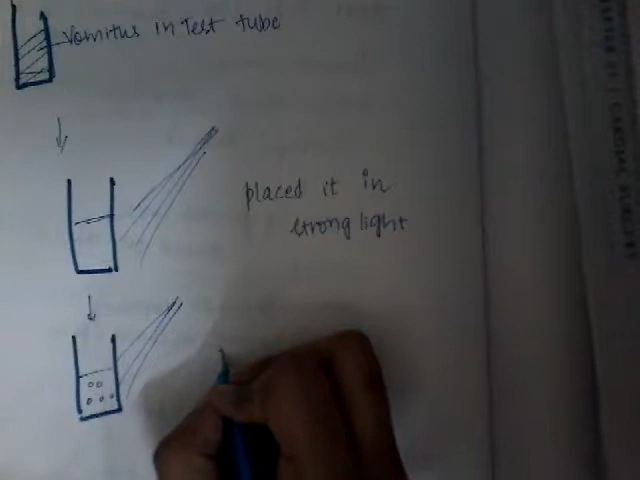 vomitus in Test tube
placed it in
strong light